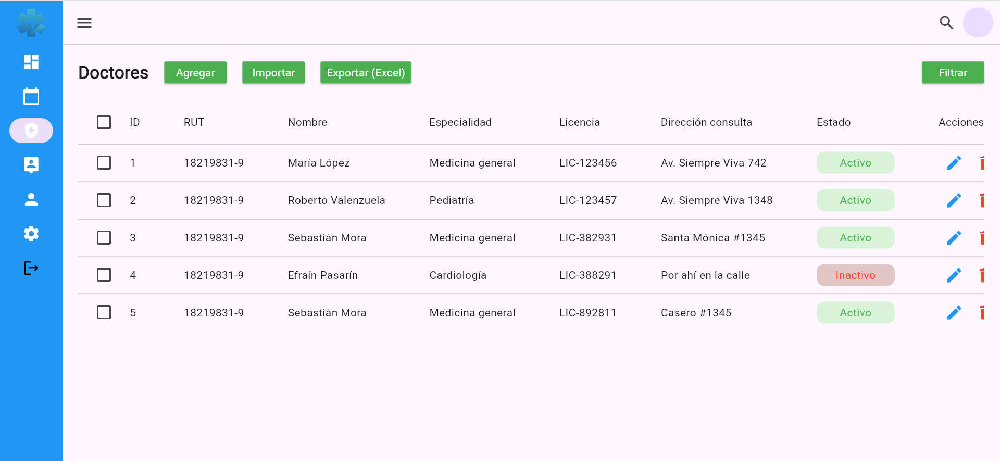 Doctores Agregar Importar Exportar (Excel) Filtrar
ID RUT Nombre Especialidad Licencia Dirección consulta Estado Acciones
1 18219831-9 María López Medicina general LIC-123456 Av. Siempre Viva 742 Activo
2 18219831-9 Roberto Valenzuela Pediatría LIC-123457 Av. Siempre Viva 1348 Activo
3 18219831-9 Sebastián Mora Medicina general LIC-382931 Santa Mónica #1345 Activo
4 18219831-9 Efraín Pasarín Cardiología LIC-388291 Por ahí en la calle Inactivo
5 18219831-9 Sebastián Mora Medicina general LIC-892811 Casero #1345 Activo